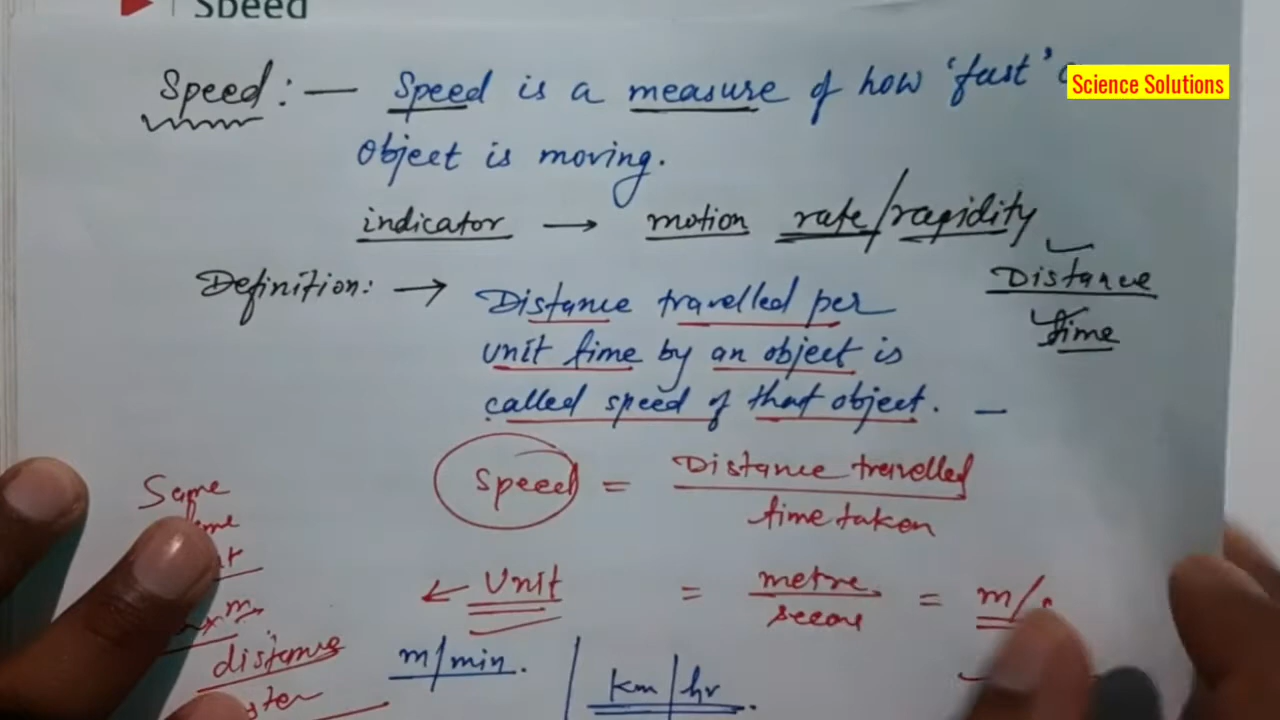 Speed
Speed : — Speed is a measure of how 'fast'
Science Solutions
object is moving.
indicator → motion rate/rapidity
Definition: → Distance travelled per
unit time by an object is
called speed of that object. —
Distance
time
Speed = Distance travelled
time taken
← Unit = metre = m/
m/min. | km/hr.
Same
distance